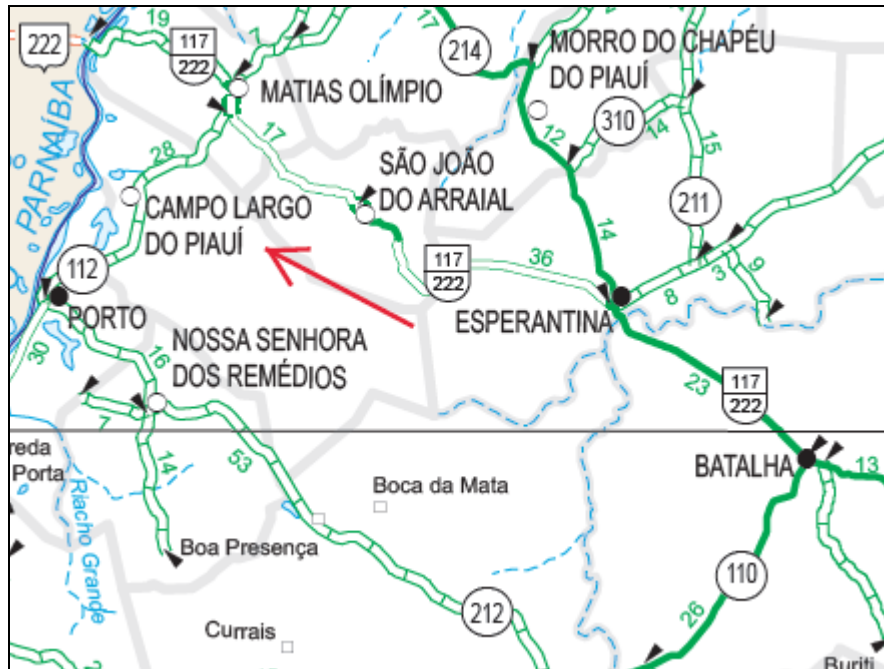 19
117
222
7
222
17
214
MORRO DO CHAPÉU
DO PIAUÍ
MATIAS OLÍMPIO
PARNAÍBA
17
12
310
14
15
28
SÃO JOÃO
DO ARRAIAL
CAMPO LARGO
DO PIAUÍ
211
14
112
117
222
36
8
3
9
PORTO
ESPERANTINA
30
16
NOSSA SENHORA
DOS REMÉDIOS
23
117
222
7
reda
Porta
14
53
BATALHA
13
Boca da Mata
Riacho Grande
Boa Presença
110
212
26
Currais
Buriti